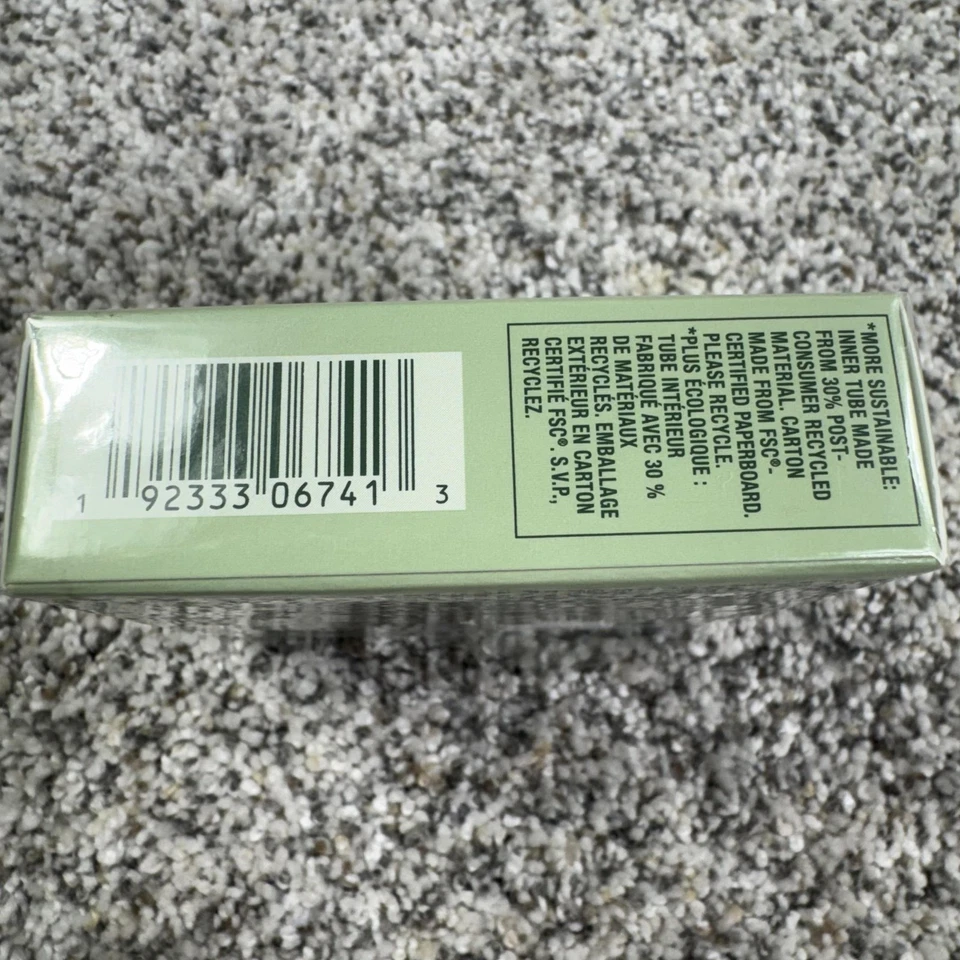 1 92333 06741 3
*MORE SUSTAINABLE:
INNER TUBE MADE
FROM 30% POST-
CONSUMER RECYCLED
MATERIAL. CARTON
MADE FROM FSC®-
CERTIFIED PAPERBOARD.
PLEASE RECYCLE.
*PLUS ÉCOLOGIQUE :
TUBE INTÉRIEUR
FABRIQUÉ AVEC 30 %
DE MATÉRIAUX
RECYCLÉS. EMBALLAGE
EXTÉRIEUR EN CARTON
CERTIFIÉ FSC®. S.V.P.,
RECYCLEZ.